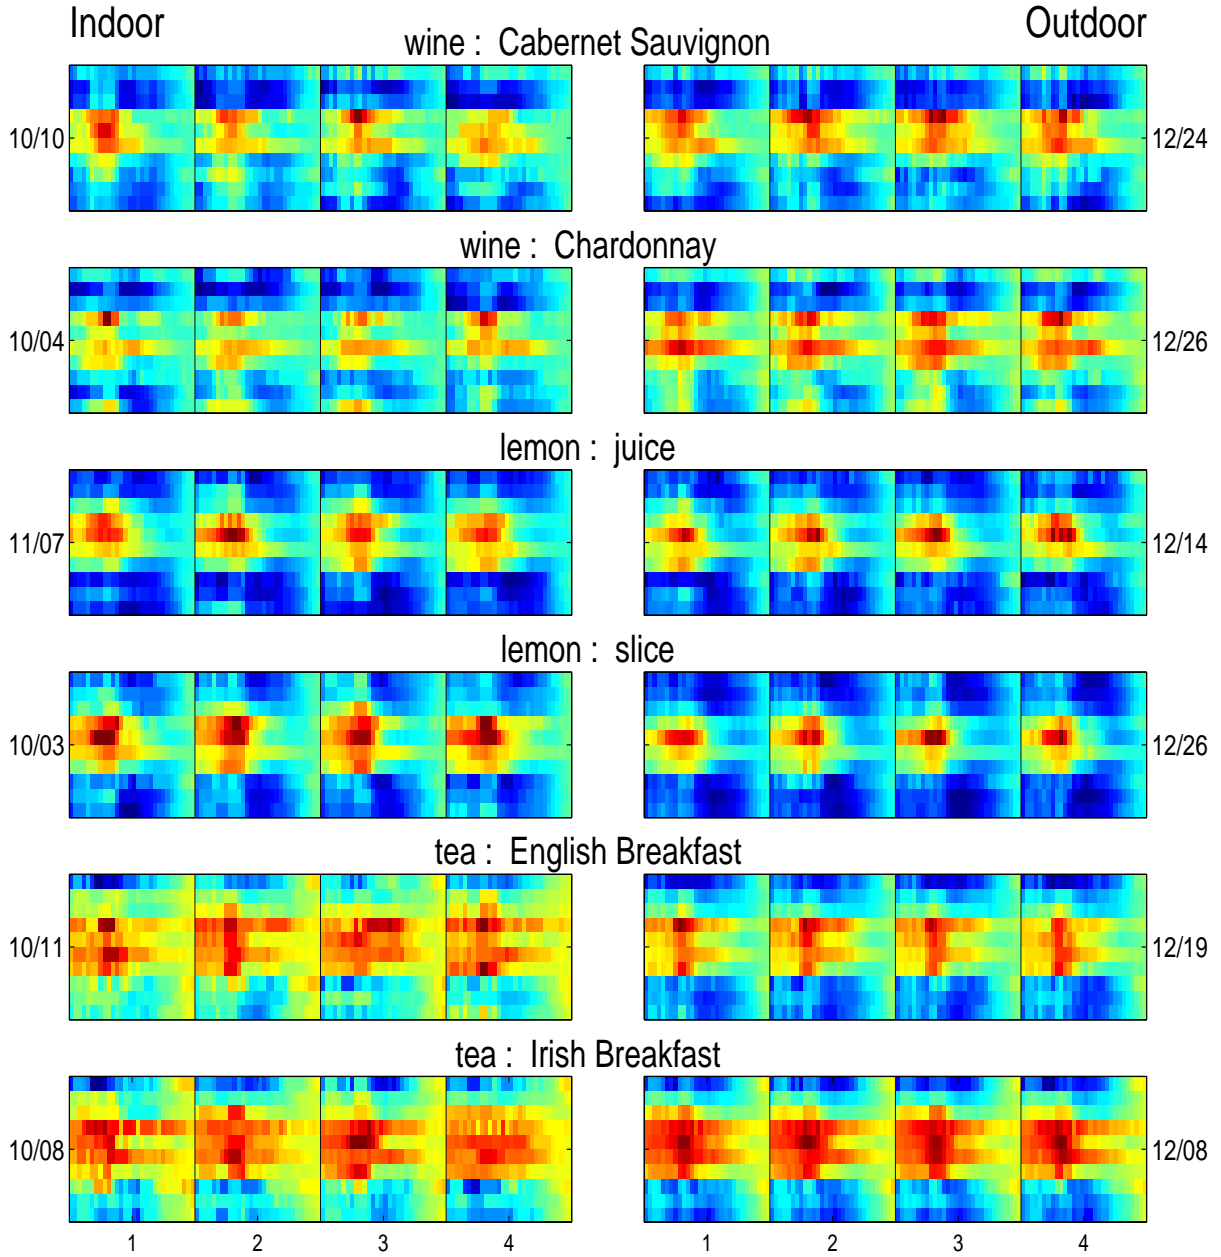 Indoor
Outdoor
wine : Cabernet Sauvignon
10/10
12/24
wine : Chardonnay
10/04
12/26
lemon : juice
11/07
12/14
lemon : slice
10/03
12/26
tea : English Breakfast
10/11
12/19
tea : Irish Breakfast
10/08
12/08
1 2 3 4 1 2 3 4